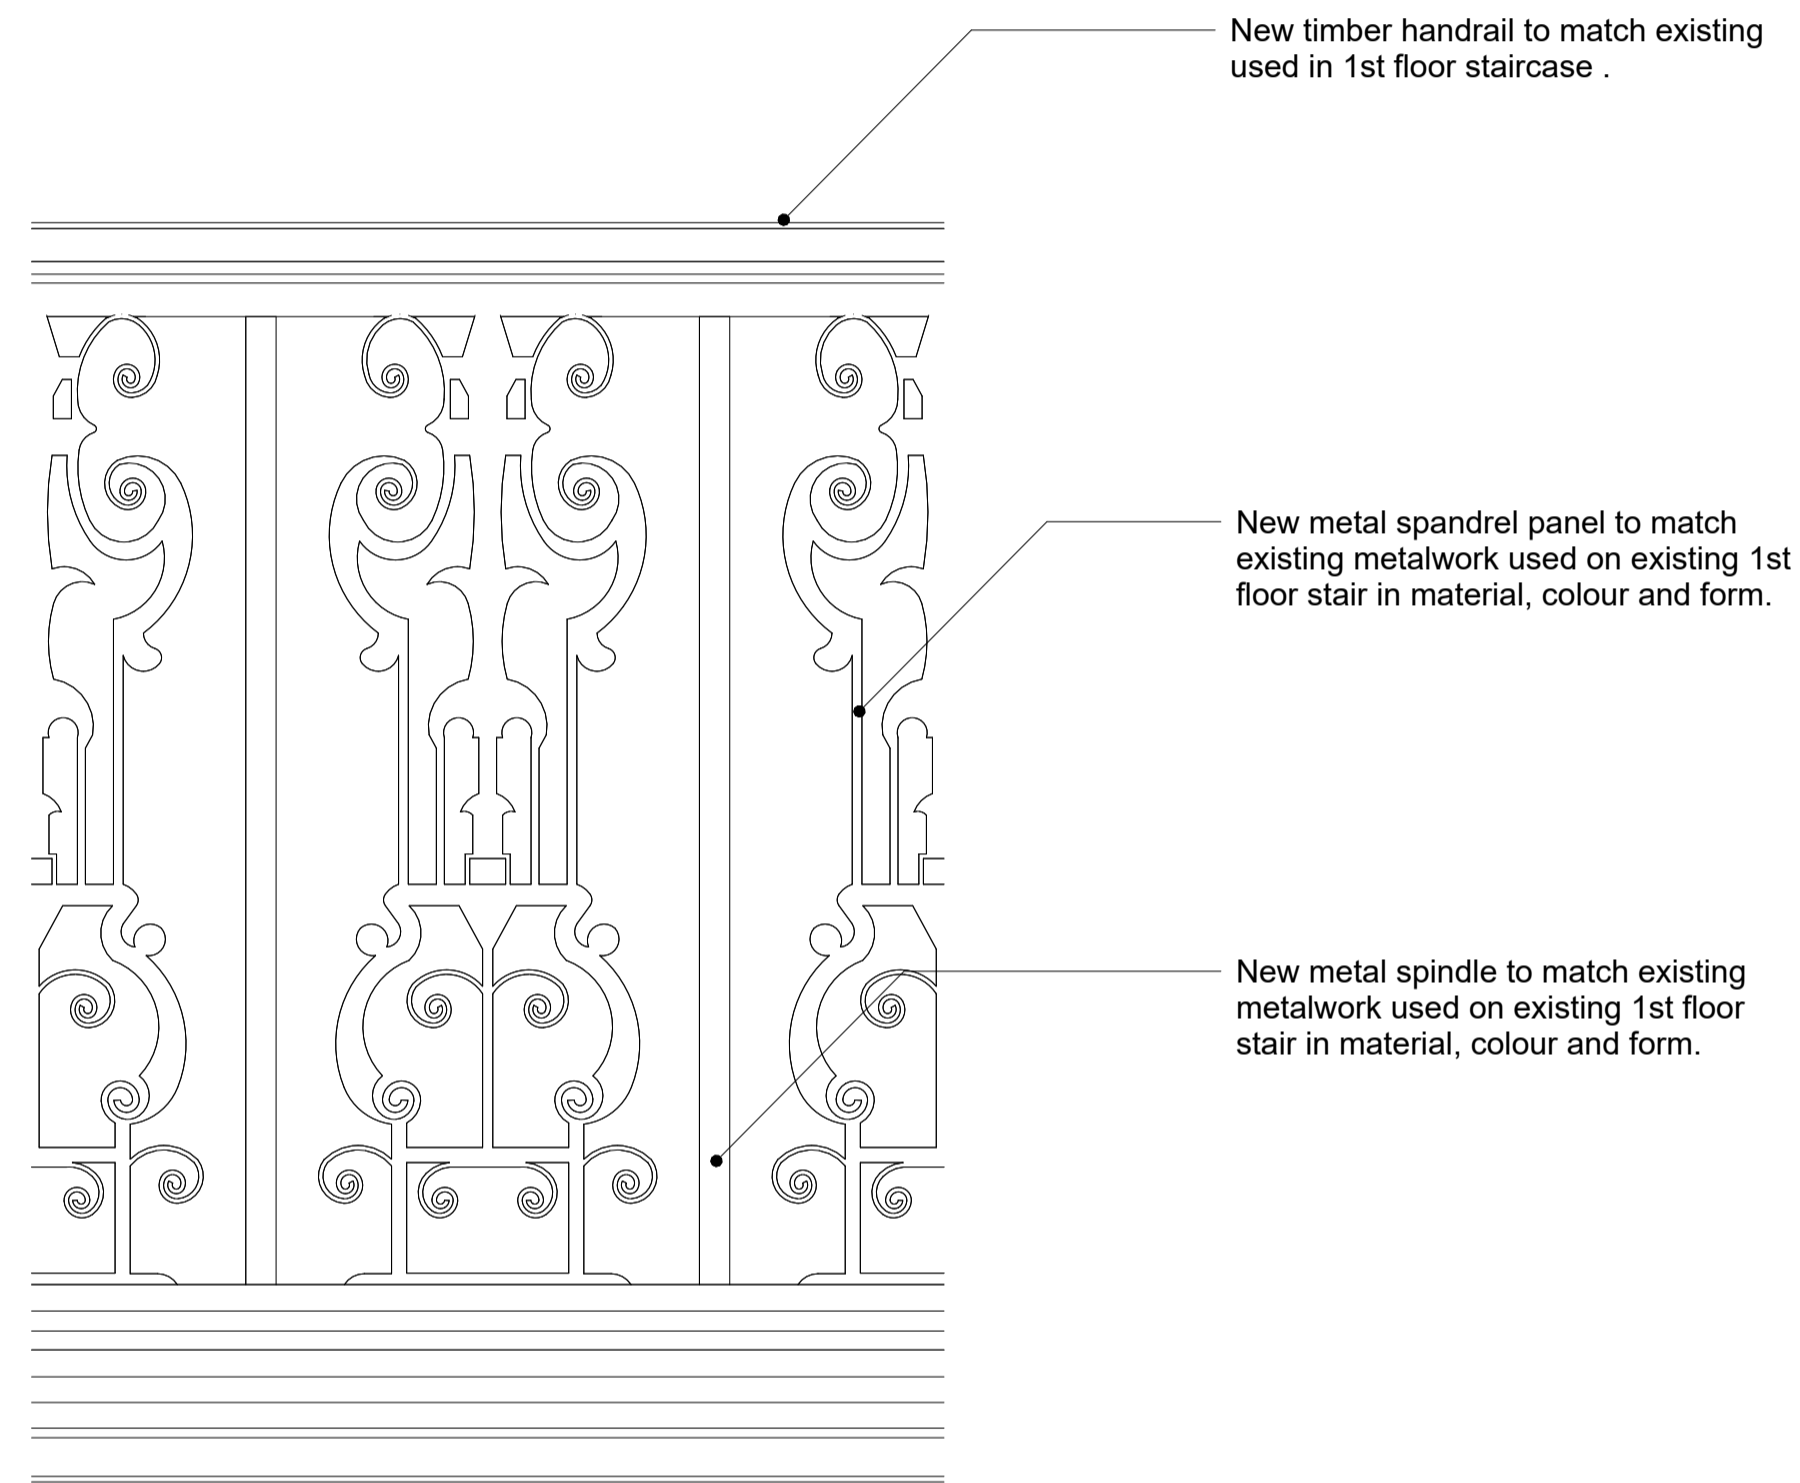 New timber handrail to match existing
used in 1st floor staircase .
New metal spandrel panel to match
existing metalwork used on existing 1st
floor stair in material, colour and form.
New metal spindle to match existing
metalwork used on existing 1st floor
stair in material, colour and form.